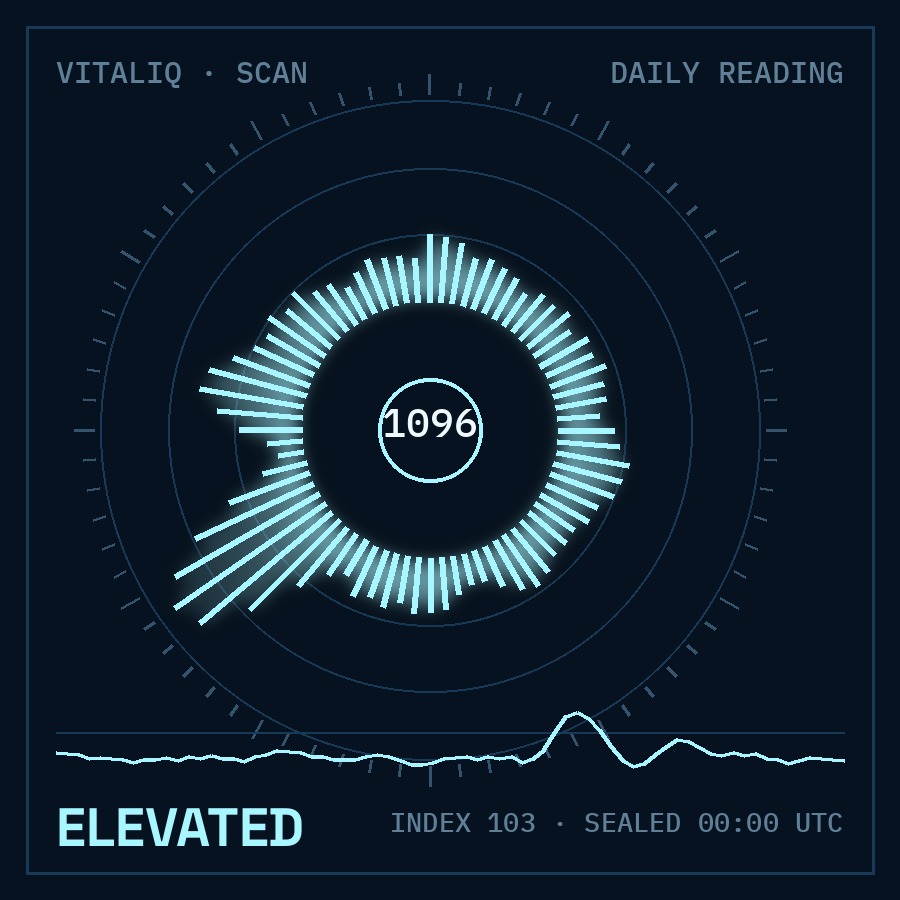 VITALIQ · SCAN
DAILY READING
1096
ELEVATED
INDEX 103 · SEALED 00:00 UTC